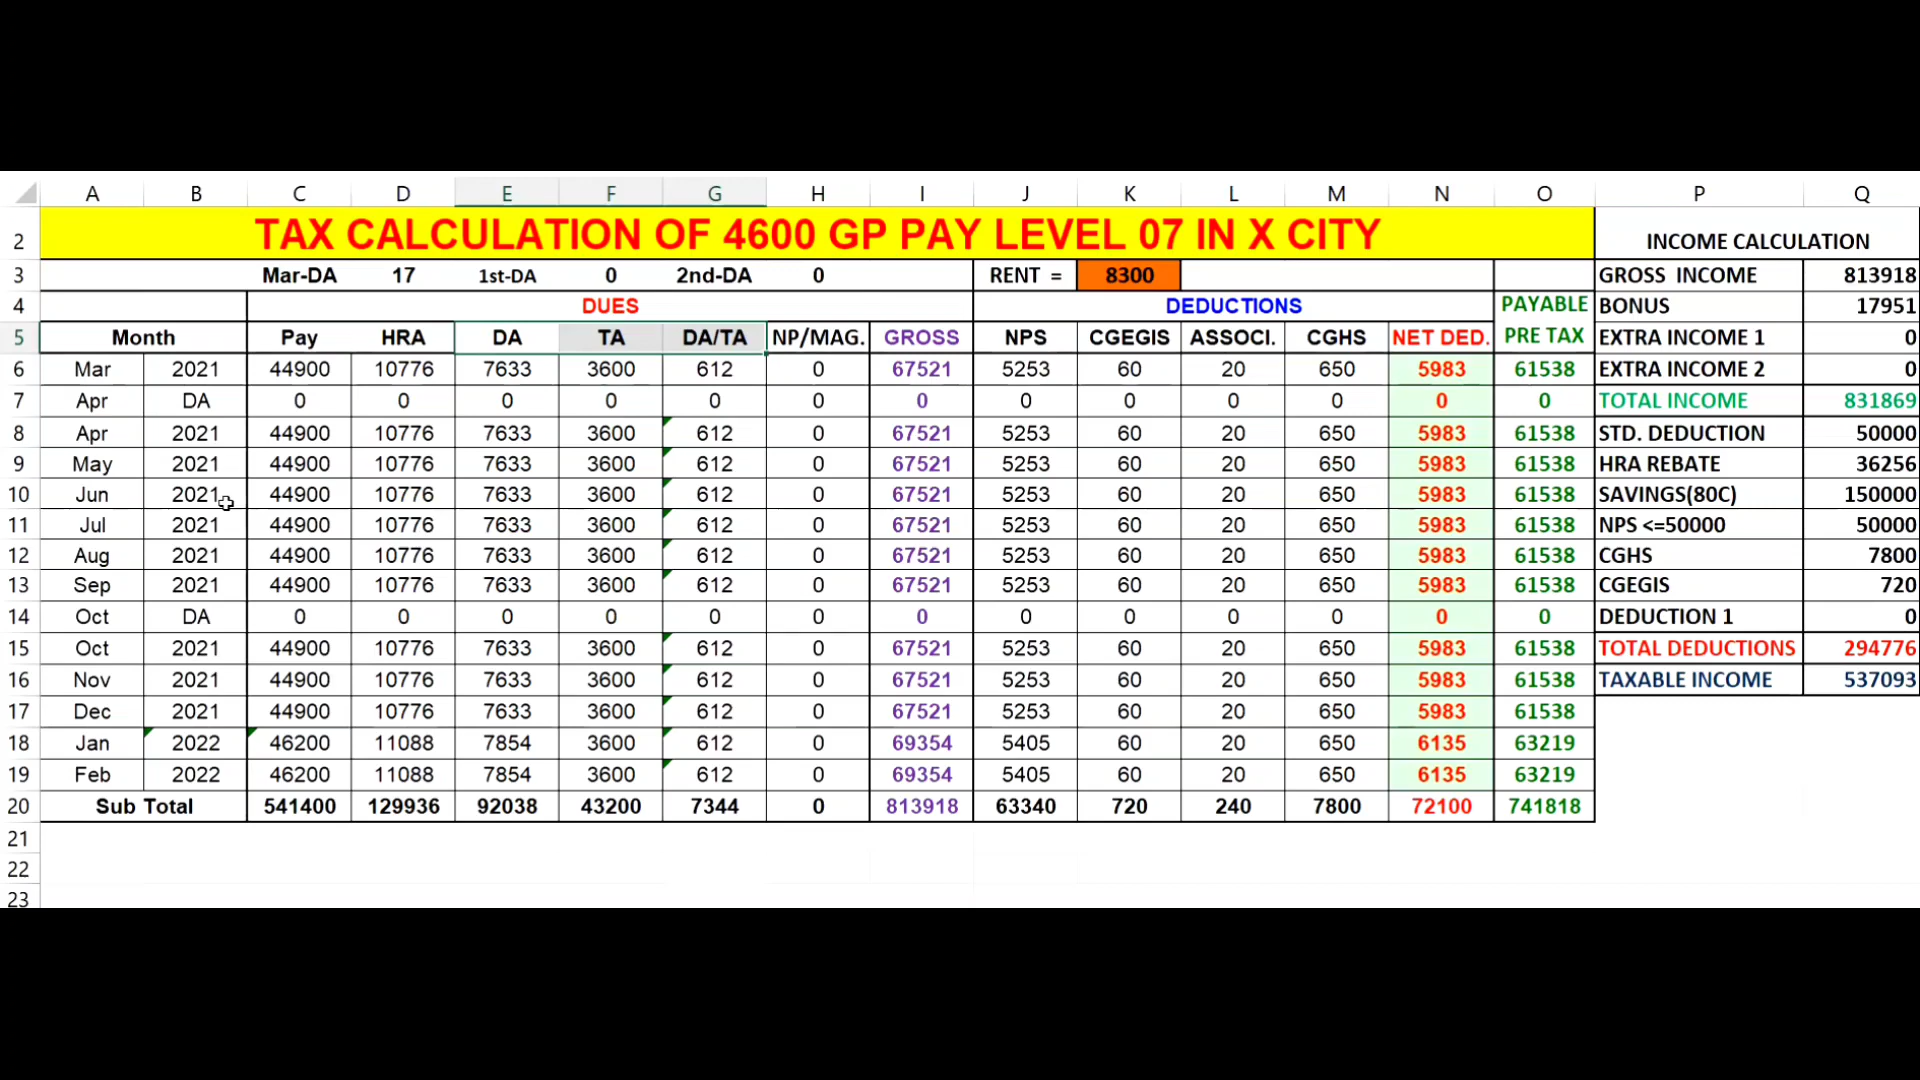 A B C D E F G H I J K L M N O P Q
2 TAX CALCULATION OF 4600 GP PAY LEVEL 07 IN X CITY INCOME CALCULATION
3 Mar-DA 17 1st-DA 0 2nd-DA 0 RENT = 8300 GROSS INCOME 813918
4 DUES DEDUCTIONS PAYABLE BONUS 17951
5 Month Pay HRA DA TA DA/TA NP/MAG. GROSS NPS CGEGIS ASSOCI. CGHS NET DED. PRE TAX EXTRA INCOME 1 0
6 Mar 2021 44900 10776 7633 3600 612 0 67521 5253 60 20 650 5983 61538 EXTRA INCOME 2 0
7 Apr DA 0 0 0 0 0 0 0 0 0 0 0 0 0 TOTAL INCOME 831869
8 Apr 2021 44900 10776 7633 3600 612 0 67521 5253 60 20 650 5983 61538 STD. DEDUCTION 50000
9 May 2021 44900 10776 7633 3600 612 0 67521 5253 60 20 650 5983 61538 HRA REBATE 36256
10 Jun 2021 44900 10776 7633 3600 612 0 67521 5253 60 20 650 5983 61538 SAVINGS(80C) 150000
11 Jul 2021 44900 10776 7633 3600 612 0 67521 5253 60 20 650 5983 61538 NPS <=50000 50000
12 Aug 2021 44900 10776 7633 3600 612 0 67521 5253 60 20 650 5983 61538 CGHS 7800
13 Sep 2021 44900 10776 7633 3600 612 0 67521 5253 60 20 650 5983 61538 CGEGIS 720
14 Oct DA 0 0 0 0 0 0 0 0 0 0 0 0 0 DEDUCTION 1 0
15 Oct 2021 44900 10776 7633 3600 612 0 67521 5253 60 20 650 5983 61538 TOTAL DEDUCTIONS 294776
16 Nov 2021 44900 10776 7633 3600 612 0 67521 5253 60 20 650 5983 61538 TAXABLE INCOME 537093
17 Dec 2021 44900 10776 7633 3600 612 0 67521 5253 60 20 650 5983 61538
18 Jan 2022 46200 11088 7854 3600 612 0 69354 5405 60 20 650 6135 63219
19 Feb 2022 46200 11088 7854 3600 612 0 69354 5405 60 20 650 6135 63219
20 Sub Total 541400 129936 92038 43200 7344 0 813918 63340 720 240 7800 72100 741818
21
22
23